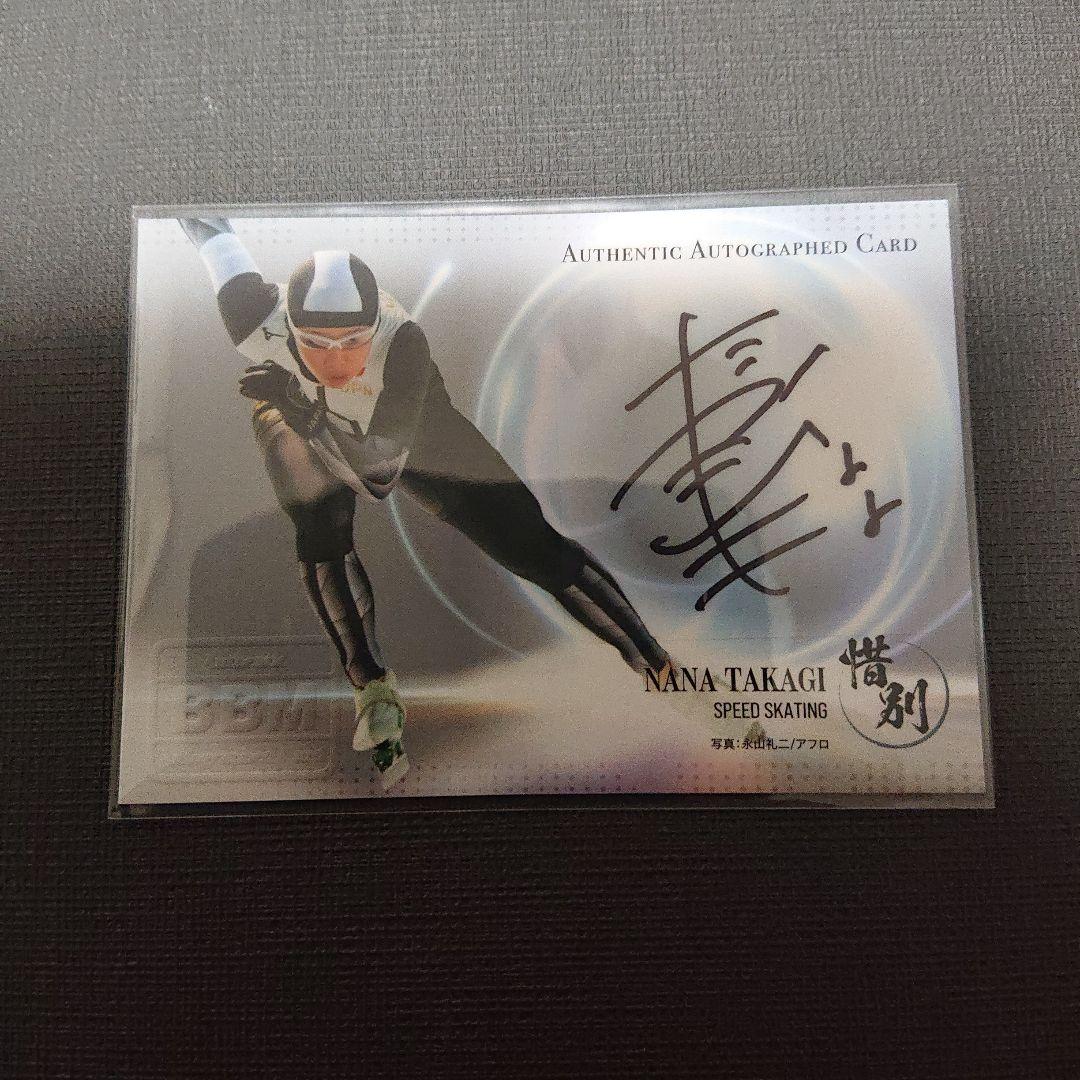 AUTHENTIC AUTOGRAPHED CARD
JPN
NANA TAKAGI
SPEED SKATING
惜別
写真:永山礼二/アフロ
BBM